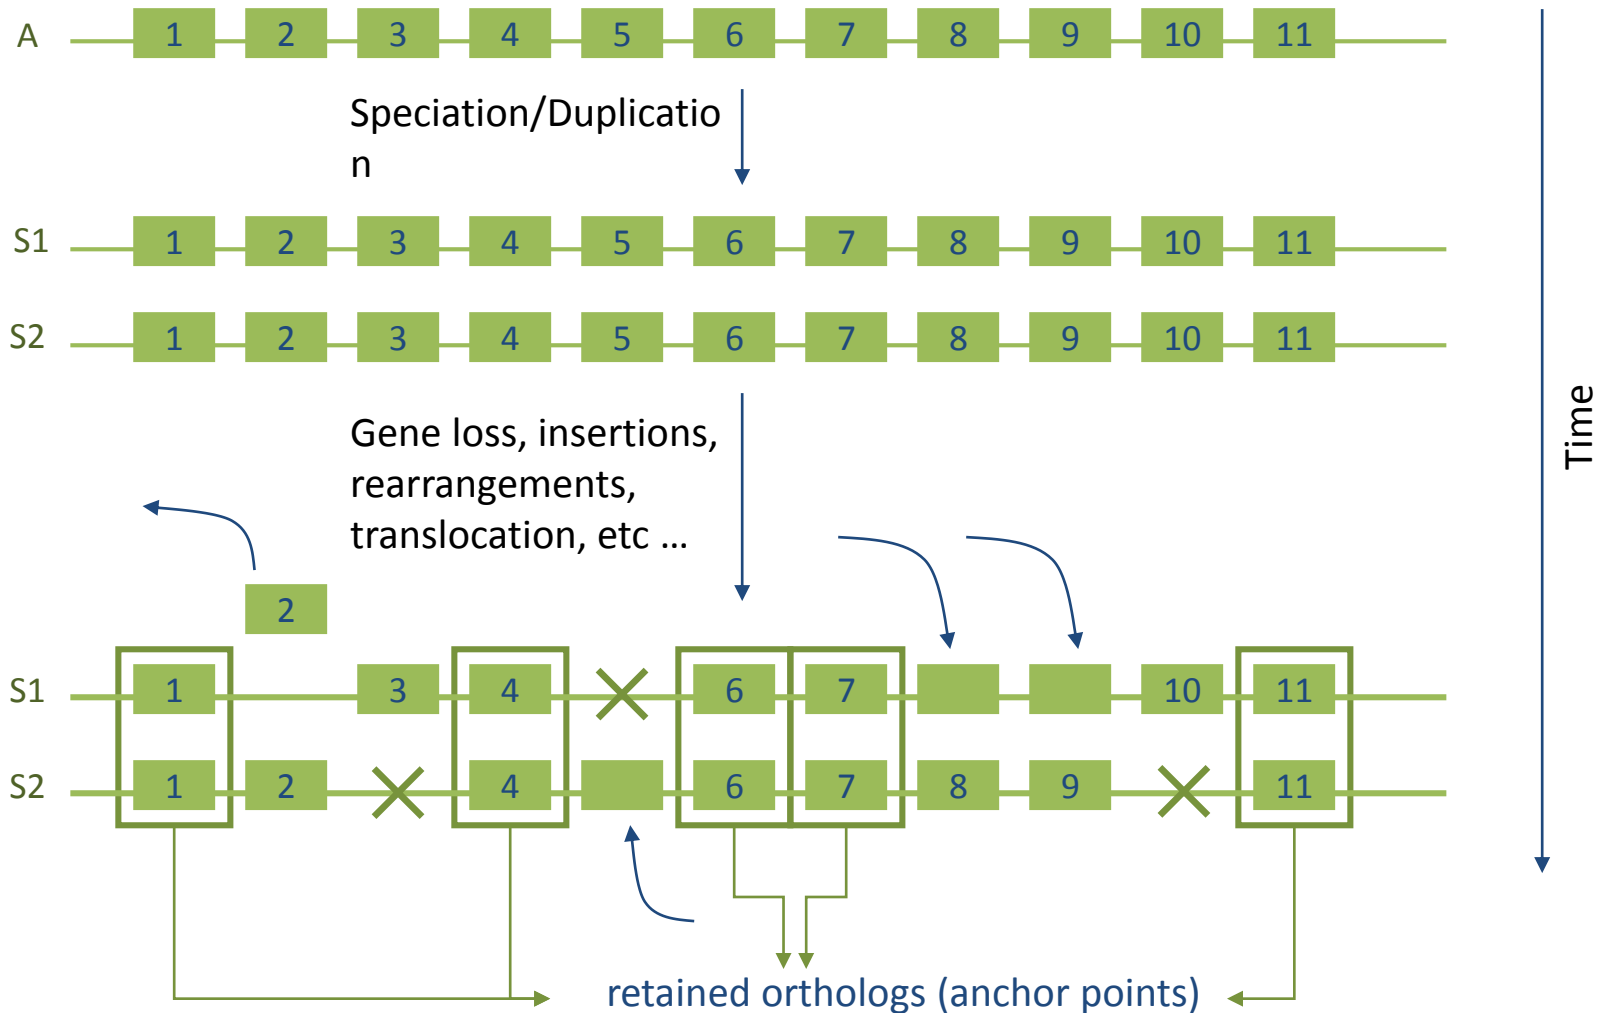 A 1 2 3 4 5 6 7 8 9 10 11
Speciation/Duplicatio
n
S1 1 2 3 4 5 6 7 8 9 10 11
S2 1 2 3 4 5 6 7 8 9 10 11
Time
Gene loss, insertions,
rearrangements,
translocation, etc ...
2
S1 1 3 4 6 7 10 11
S2 1 2 4 6 7 8 9 11
retained orthologs (anchor points)